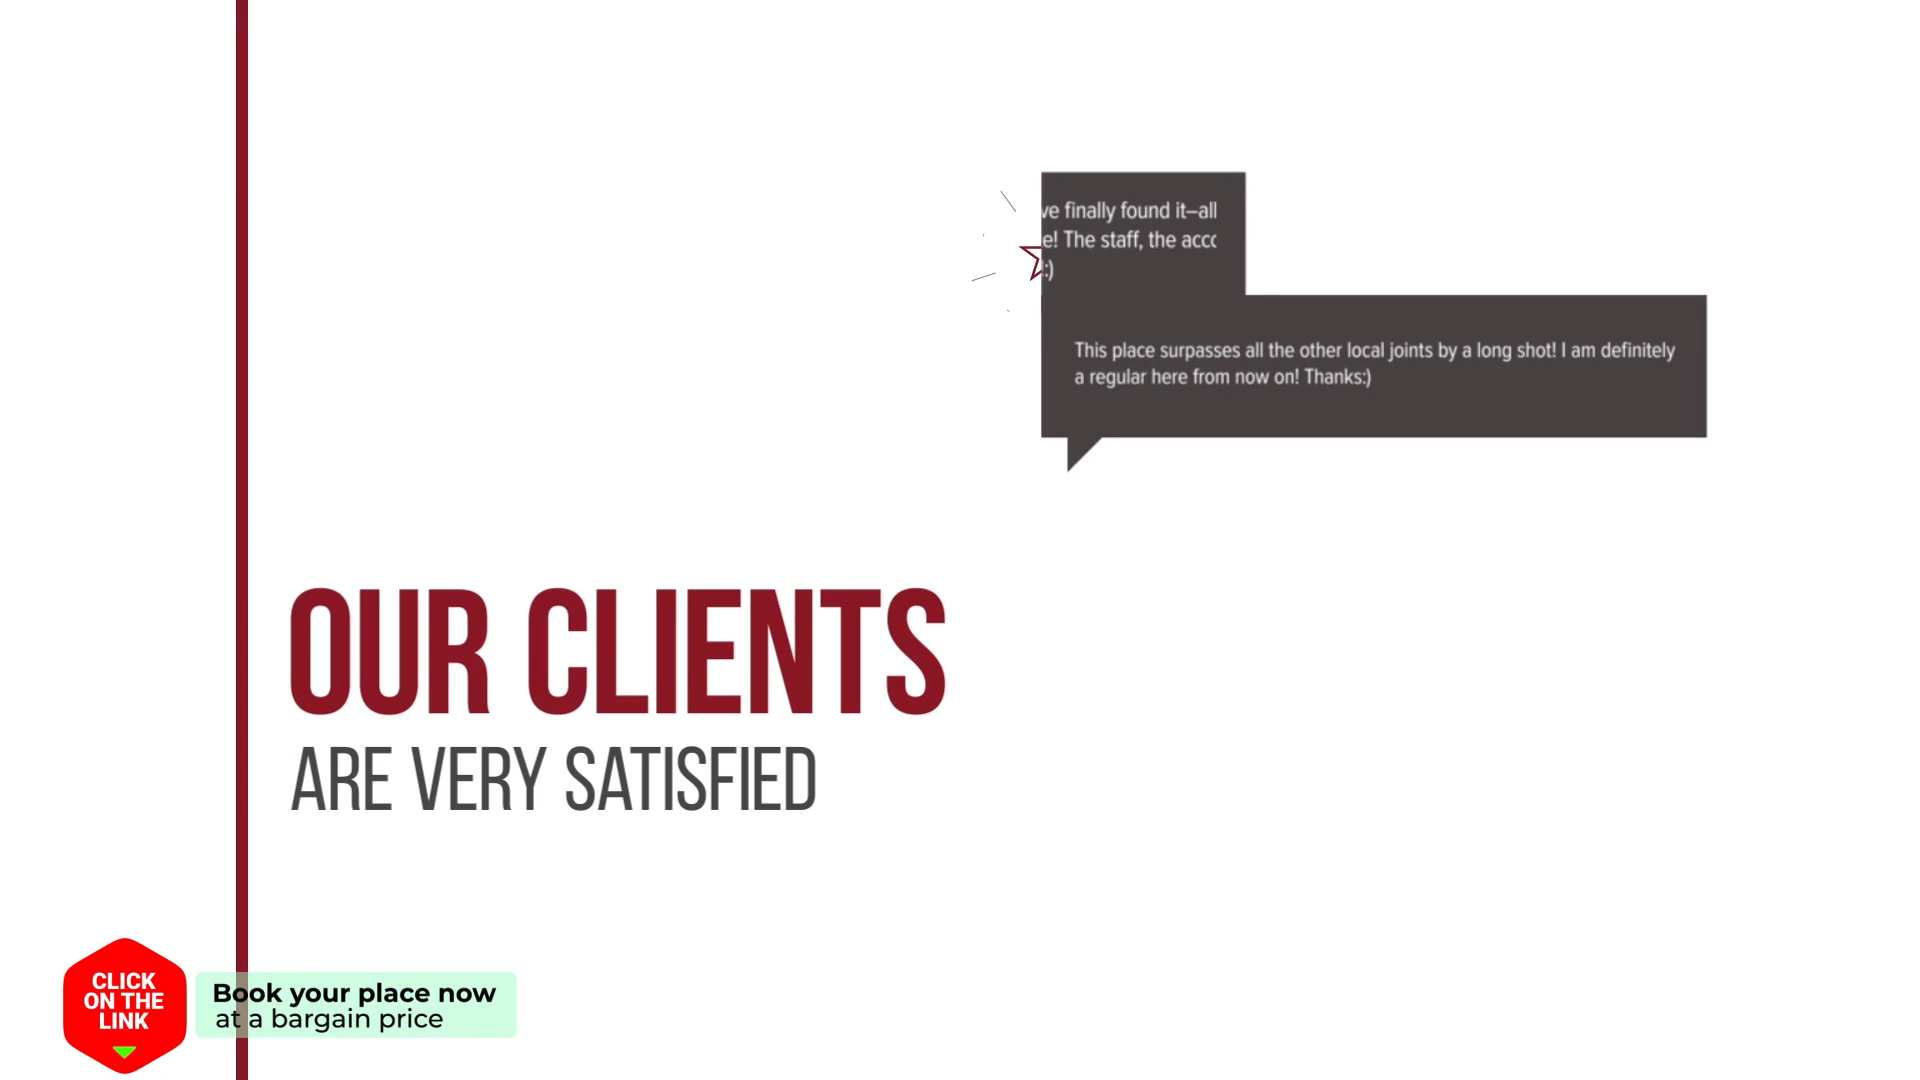 finally found it—all
The staff, the
:)
This place surpasses all the other local joints by a long shot! I am definitely
a regular here from now on! Thanks:)
OUR CLIENTS
ARE VERY SATISFIED
CLICK
ON THE
LINK
Book your place now
at a bargain price